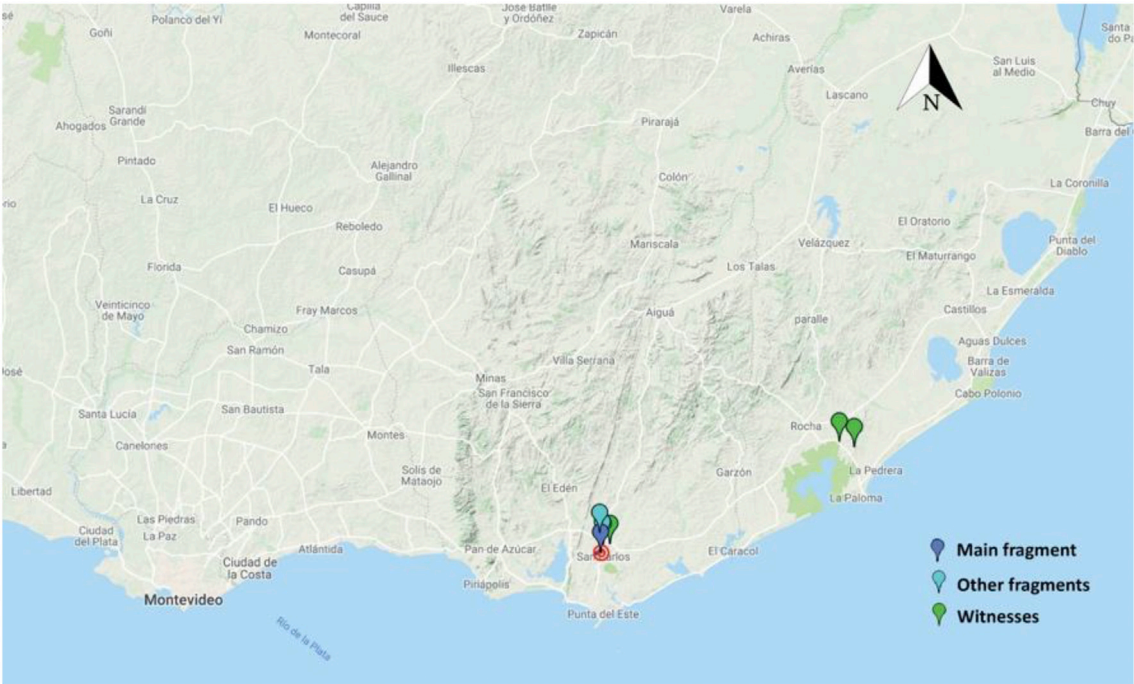 Polanco del Yí
Capilla
del Sauce
José Batlle
y Ordóñez
Varela
Goñi
Montecoral
Zapicán
Achiras
Santa
Illescas
Averías
San Luis
al Medio
Lascano
N
Sarandí
Grande
Ahogados
Pirarajá
Chuy
Barra del
Pintado
Alejandro
Gallinal
Colón
La Coronilla
La Cruz
El Hueco
Reboledo
El Oratorio
Mariscala
Velázquez
Punta del
Diablo
El Maturrango
Florida
Casupá
Los Talas
La Esmeralda
Veinticinco
de Mayo
Fray Marcos
Aiguá
paralle
Castillos
Chamizo
San Ramón
Aguas Dulces
Villa Serrana
Barra de
Valizas
Tala
José
Minas
San Francisco
de la Sierra
Cabo Polonio
Santa Lucía
San Bautista
Rocha
Montes
Canelones
Solís de
Mataojo
Garzón
La Pedrera
Libertad
El Edén
La Paloma
Las Piedras
Pando
Ciudad
del Plata
La Paz
Atlántida
Pan de Azúcar
San Carlos
El Caracol
Main fragment
Ciudad de
la Costa
Piriápolis
Other fragments
Montevideo
Punta del Este
Witnesses
Río de la Plata